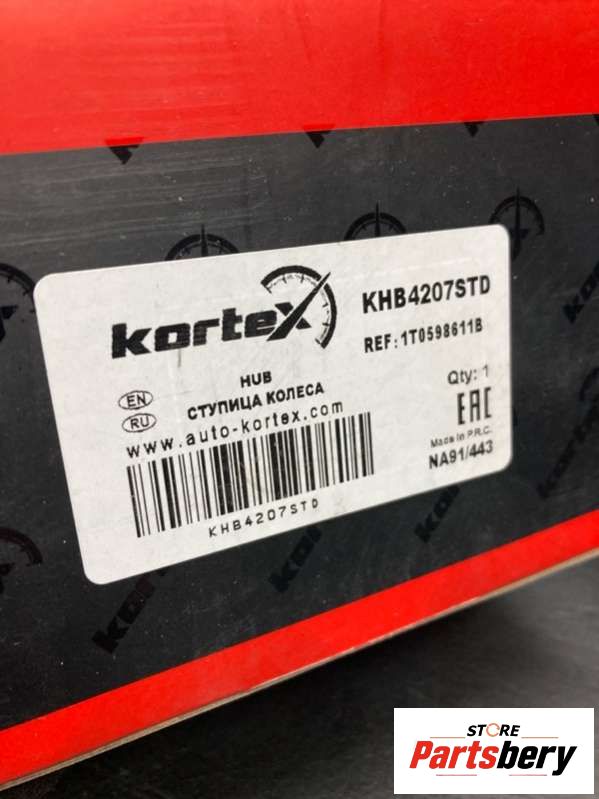 kortex
KHB4207STD
REF: 1T0598611B
HUB
EN
RU
СТУПИЦА КОЛЕСА
www.auto-kortex.com
Qty: 1
EAC
Made in P.R.C.
NA91/443
KHB4207STD
kortex
STORE
Partsbery